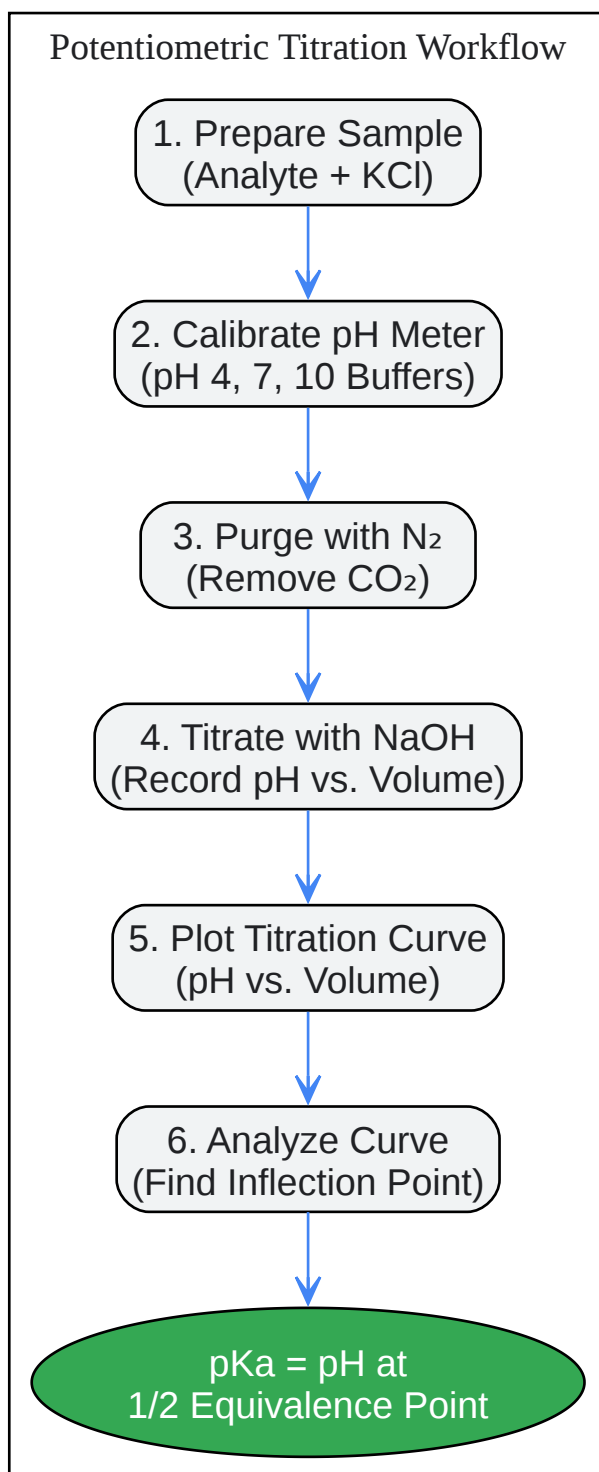 Potentiometric Titration Workflow
1. Prepare Sample
(Analyte + KCl)
2. Calibrate pH Meter
(pH 4, 7, 10 Buffers)
3. Purge with N₂
(Remove CO₂)
4. Titrate with NaOH
(Record pH vs. Volume)
5. Plot Titration Curve
(pH vs. Volume)
6. Analyze Curve
(Find Inflection Point)
pKa = pH at
1/2 Equivalence Point